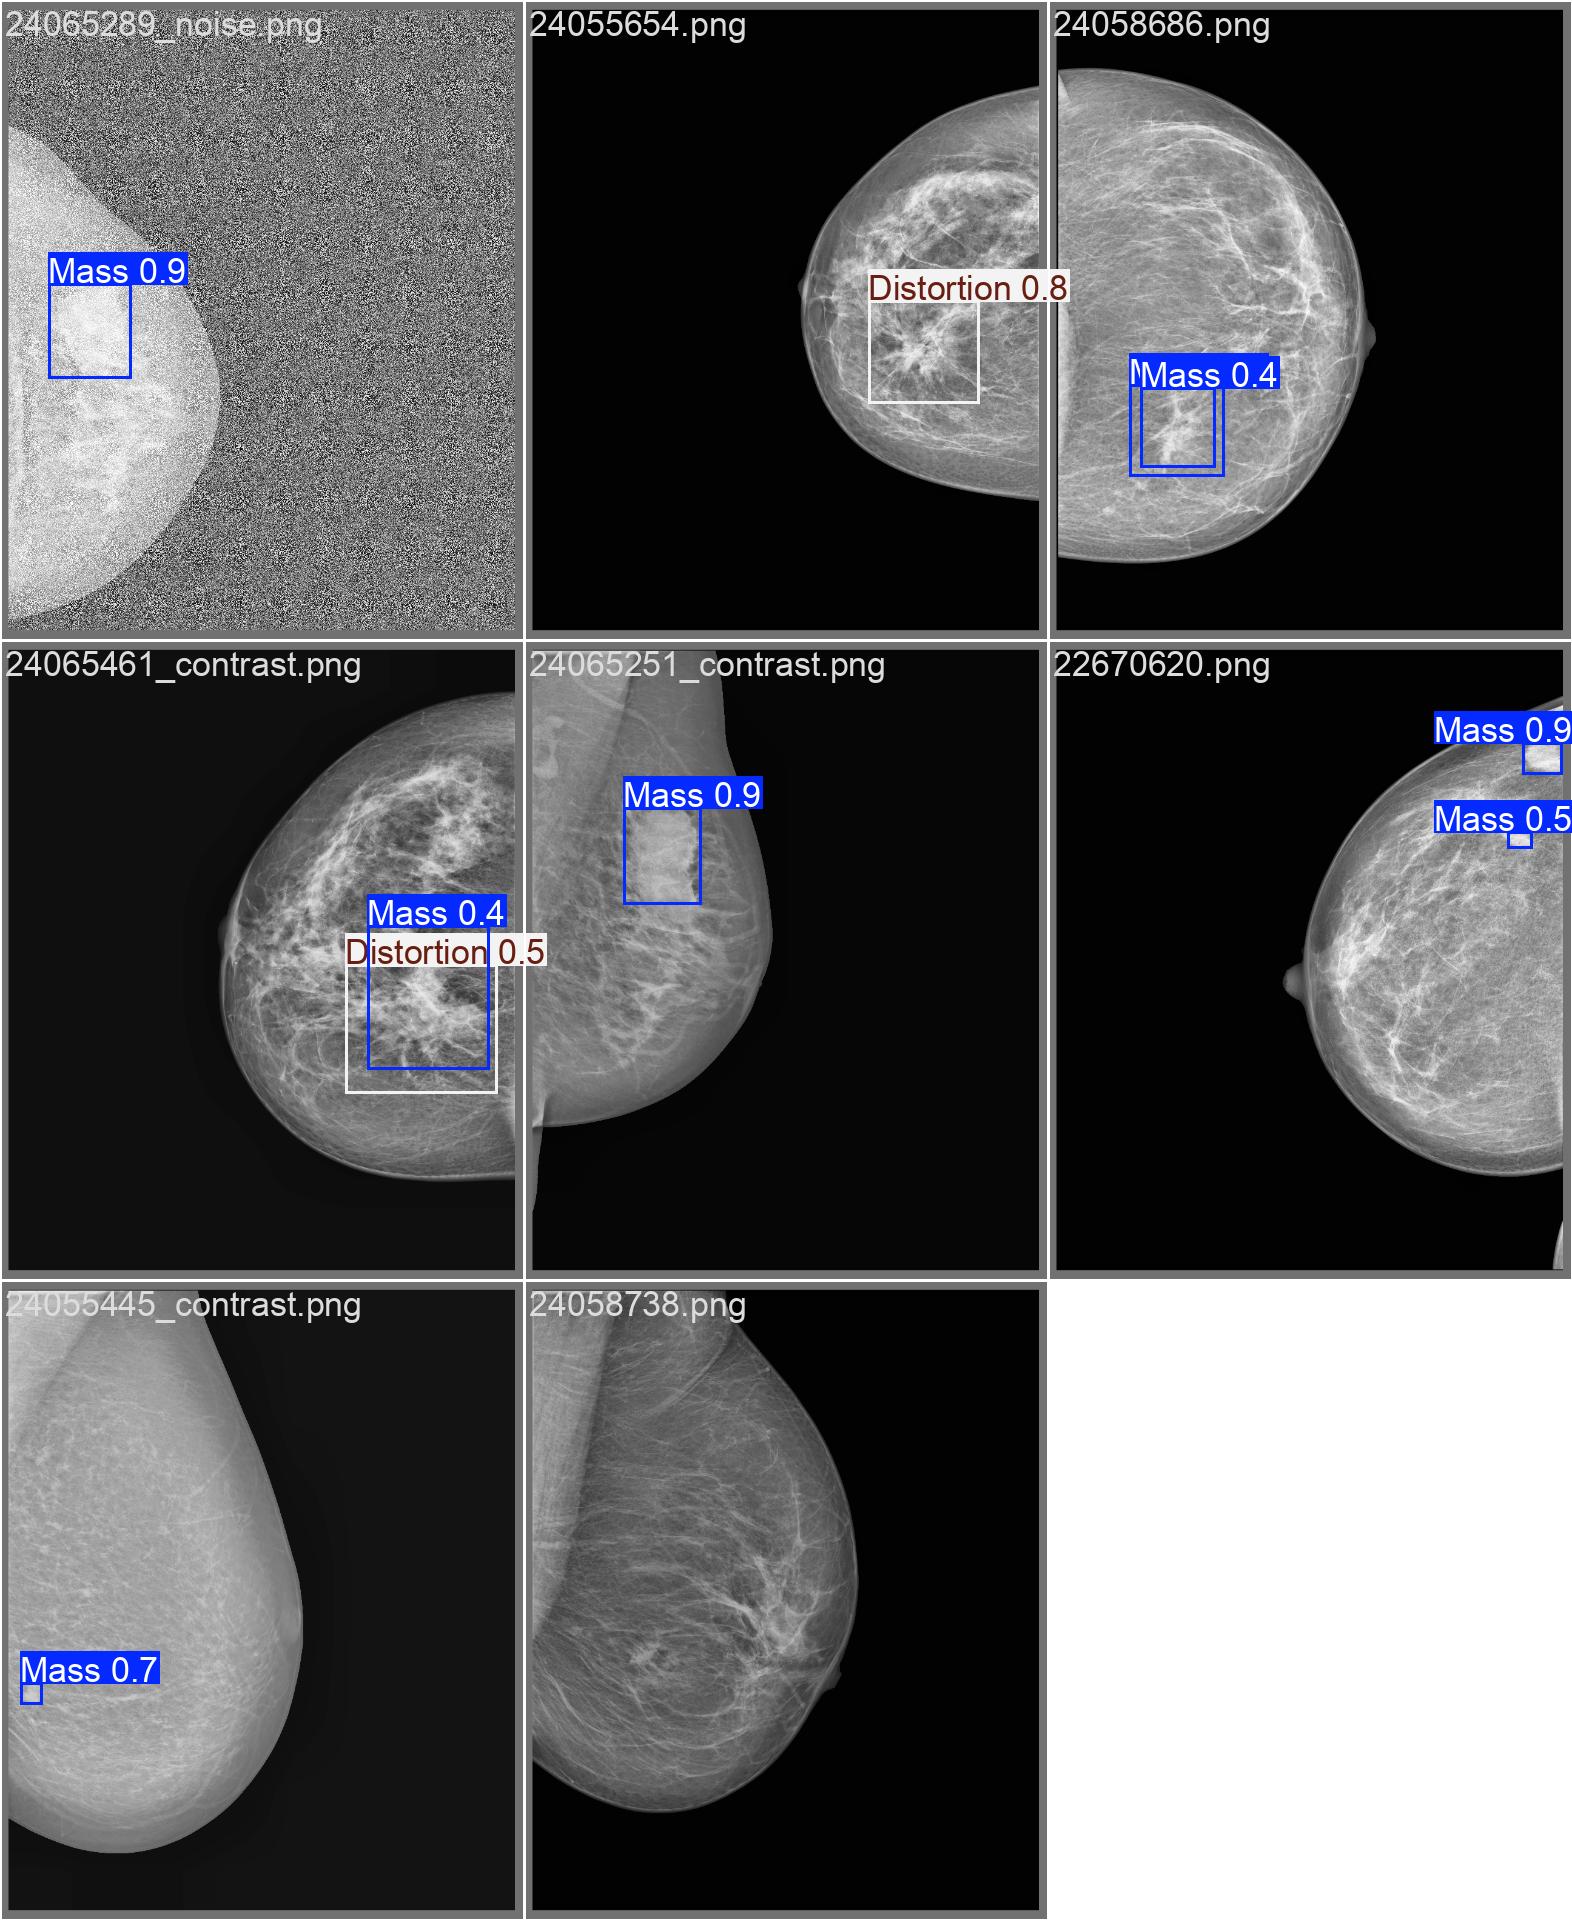 24065289_noise.png
24055654.png
24058686.png
Mass 0.9
Distortion 0.8
Mass 0.4
24065461_contrast.png
24065251_contrast.png
22670620.png
Mass 0.9
Mass 0.9
Mass 0.5
Mass 0.4
Distortion 0.5
24055445_contrast.png
24058738.png
Mass 0.7